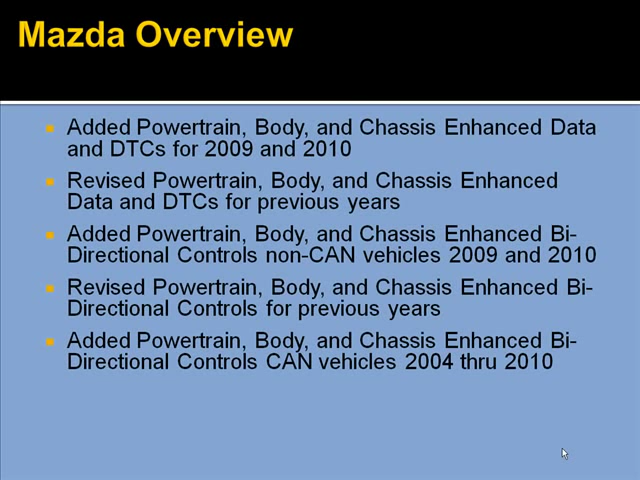 Mazda Overview
Added Powertrain, Body, and Chassis Enhanced Data
and DTCs for 2009 and 2010
Revised Powertrain, Body, and Chassis Enhanced
Data and DTCs for previous years
Added Powertrain, Body, and Chassis Enhanced Bi-
Directional Controls non-CAN vehicles 2009 and 2010
Revised Powertrain, Body, and Chassis Enhanced Bi-
Directional Controls for previous years
Added Powertrain, Body, and Chassis Enhanced Bi-
Directional Controls CAN vehicles 2004 thru 2010